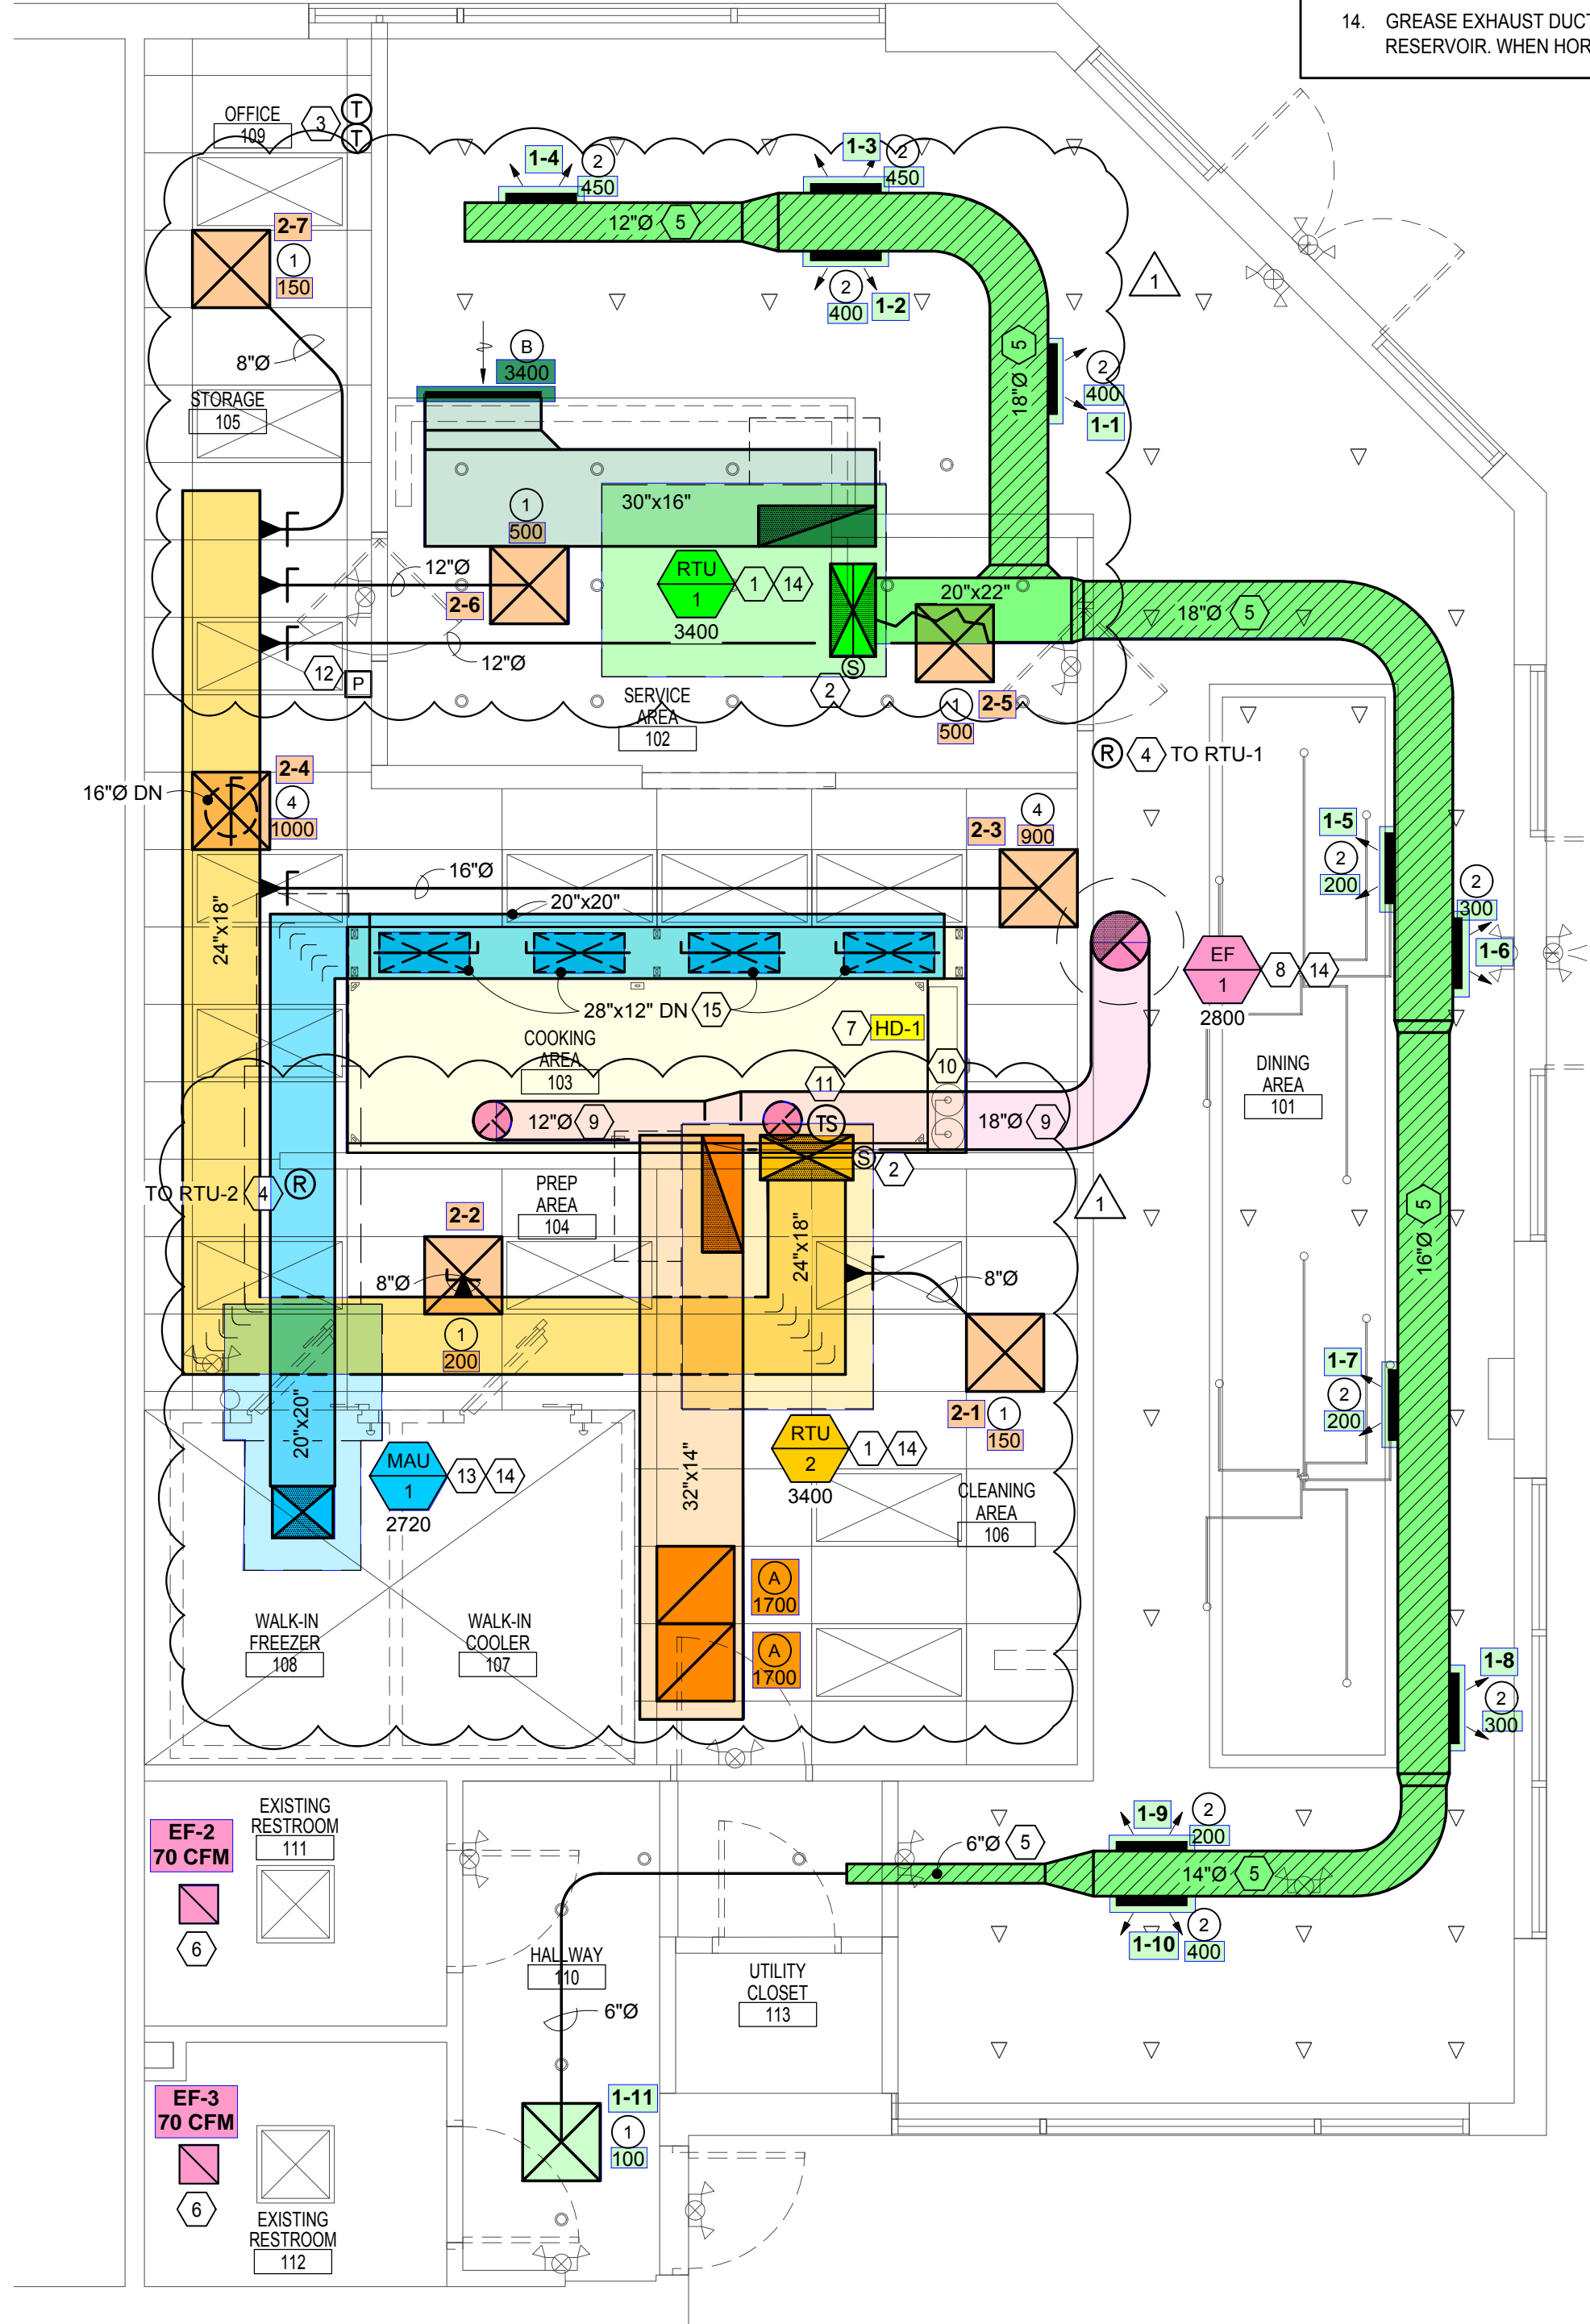 14. GREASE EXHAUST DUCT
RESERVOIR. WHEN HOR
OFFICE
109
3
T
T
1-4
2
450
1-3
2
450
12"Ø
5
2-7
1
150
2
400
1-2
1
8"Ø
B
3400
5
18"Ø
2
400
1-1
STORAGE
105
30"x16"
1
500
12"Ø
2-6
RTU
1
1
14
3400
20"x22"
18"Ø
5
12"Ø
12
P
S
2
SERVICE
AREA
102
1
2-5
500
R
4
TO RTU-1
2-4
16"Ø DN
4
1000
4
2-3
900
1-5
2
200
16"Ø
2
300
20"x20"
24"x18"
1-6
EF
1
8
14
2800
28"x12" DN
15
7
HD-1
COOKING
AREA
103
10
11
DINING
AREA
101
12"Ø
9
TS
18"Ø
9
S
2
TO RTU-2
4
R
PREP
AREA
104
1
5
16"Ø
2-2
24"x18"
8"Ø
8"Ø
1
200
1-7
2
200
20"x20"
2-1
1
150
MAU
1
13
14
2720
32"x14"
RTU
2
1
14
3400
CLEANING
AREA
106
A
1700
WALK-IN
FREEZER
108
WALK-IN
COOLER
107
A
1700
1-8
2
300
EXISTING
RESTROOM
111
EF-2
70 CFM
6
1-9
2
200
6"Ø
5
14"Ø
5
1-10
2
400
HALLWAY
110
UTILITY
CLOSET
113
6"Ø
EF-3
70 CFM
6
1-11
1
100
EXISTING
RESTROOM
112